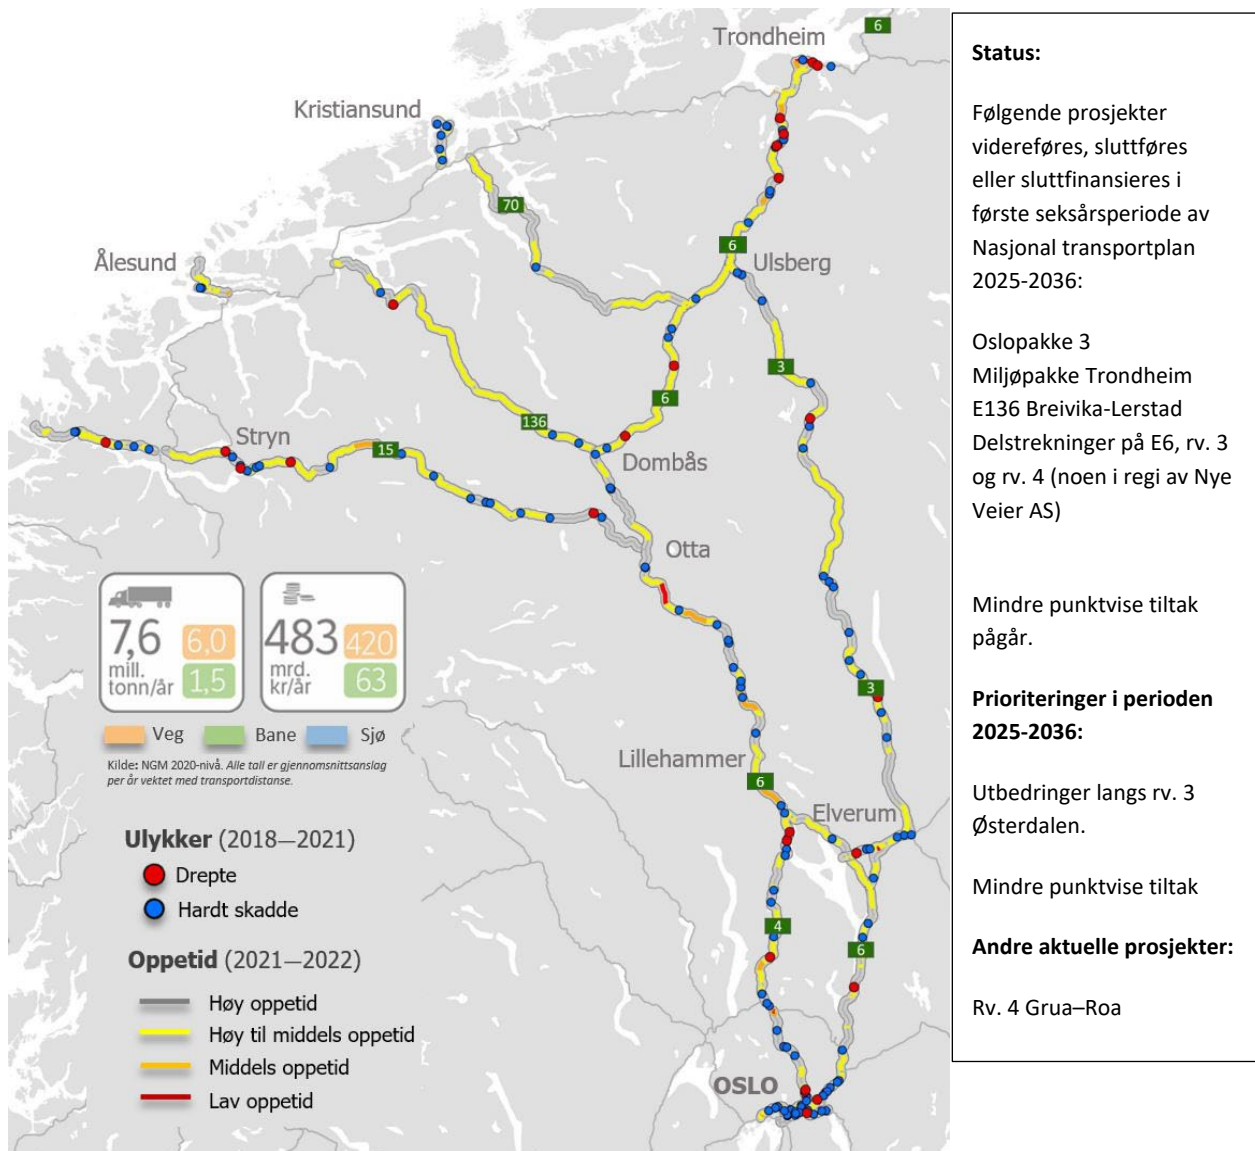 6
Trondheim
Kristiansund
70
6
Ulsberg
Ålesund
3
6
136
Stryn
15
Dombås
Otta
7,6
mill.
tonn/år
6,0
1,5
483
mrd.
kr/år
420
63
Veg
Bane
Sjø
Kilde: NGM 2020-nivå. Alle tall er gjennomsnittsanslag
per år vektet med transportdistanse.
3
Lillehammer
6
Elverum
4
6
OSLO
Ulykker (2018—2021)
Drepte
Hardt skadde
Oppetid (2021—2022)
Høy oppetid
Høy til middels oppetid
Middels oppetid
Lav oppetid
Status:
Følgende prosjekter
videreføres, sluttføres
eller sluttfinansieres i
første seksårsperiode av
Nasjonal transportplan
2025-2036:
Oslopakke 3
Miljøpakke Trondheim
E136 Breivika-Lerstad
Delstrekninger på E6, rv. 3
og rv. 4 (noen i regi av Nye
Veier AS)
Mindre punktvise tiltak
pågår.
Prioriteringer i perioden
2025-2036:
Utbedringer langs rv. 3
Østerdalen.
Mindre punktvise tiltak
Andre aktuelle prosjekter:
Rv. 4 Grua–Roa